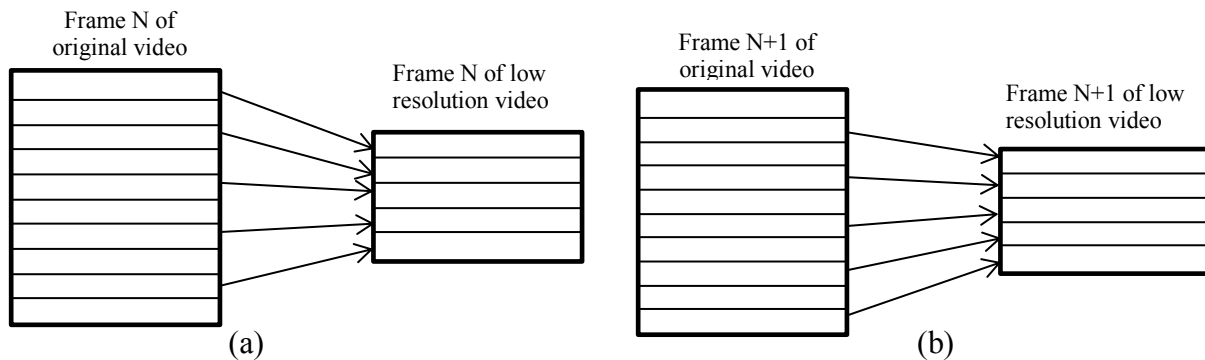 Frame N of
original video
Frame N of low
resolution video
(a)
Frame N+1 of
original video
Frame N+1 of low
resolution video
(b)